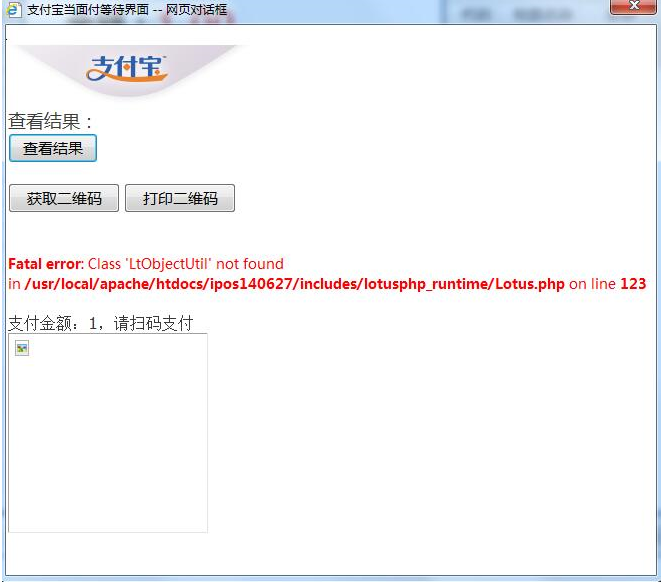 支付宝当面付等待界面 -- 网页对话框
支付宝
查看结果：
查看结果
获取二维码 打印二维码
Fatal error: Class 'LtObjectUtil' not found
in /usr/local/apache/htdocs/ipos140627/includes/lotusphp_runtime/Lotus.php on line 123
支付金额：1，请扫码支付